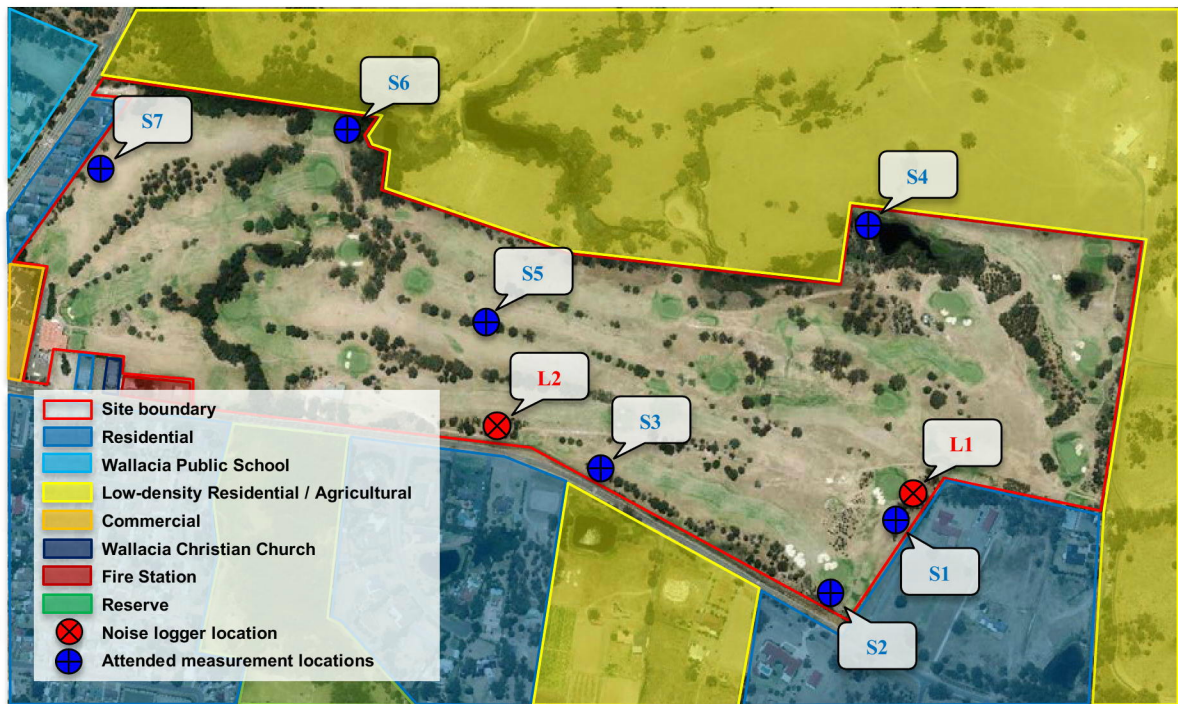 S6
S7
S4
S5
L2
S3
L1
S1
S2
Site boundary
Residential
Wallacia Public School
Low-density Residential / Agricultural
Commercial
Wallacia Christian Church
Fire Station
Reserve
Noise logger location
Attended measurement locations